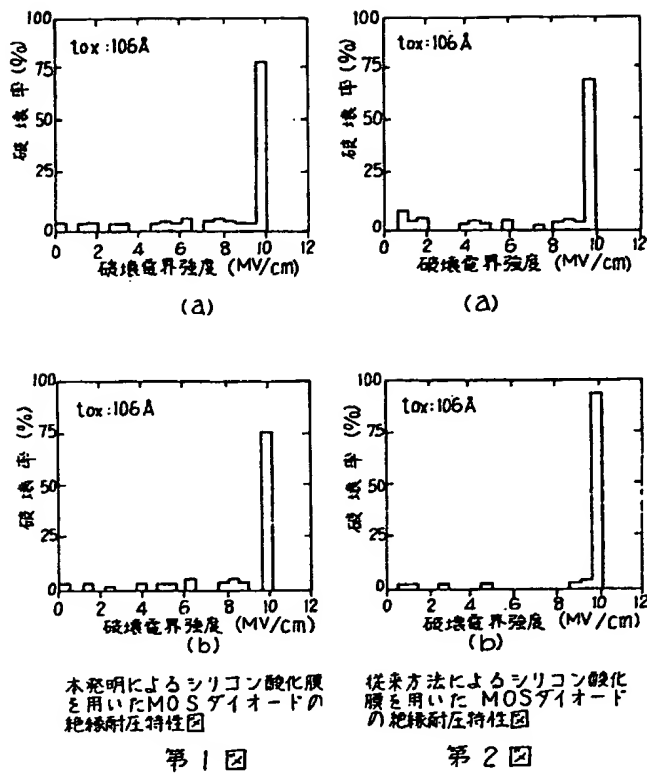 100
tox:106Å
75
50
25
0
破壊率(%)
0 2 4 6 8 10 12
破壊電界強度 (MV/cm)
(a)
100
tox:106Å
75
50
25
0
破壊率(%)
0 2 4 6 8 10 12
破壊電界強度 (MV/cm)
(a)
100
tox:106Å
75
50
25
0
破壊率(%)
0 2 4 6 8 10 12
破壊電界強度 (MV/cm)
(b)
100
tox:106Å
75
50
25
0
破壊率(%)
0 2 4 6 8 10 12
破壊電界強度 (MV/cm)
(b)
本発明によるシリコン酸化膜
を用いたMOSダイオードの
絶縁耐圧特性図
第1図
従来方法によるシリコン酸化
膜を用いた MOSダイオード
の絶縁耐圧特性図
第2図